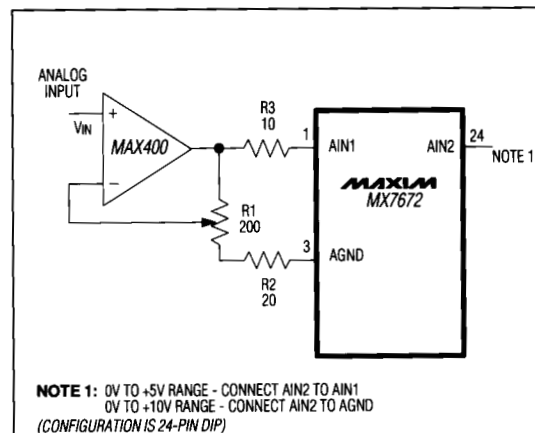 ANALOG
INPUT
VIN
+
−
MAX400
R3
10
1
AIN1
AIN2
24
NOTE 1
MAXIM
MX7672
R1
200
3
AGND
R2
20
NOTE 1: 0V TO +5V RANGE - CONNECT AIN2 TO AIN1
0V TO +10V RANGE - CONNECT AIN2 TO AGND
(CONFIGURATION IS 24-PIN DIP)